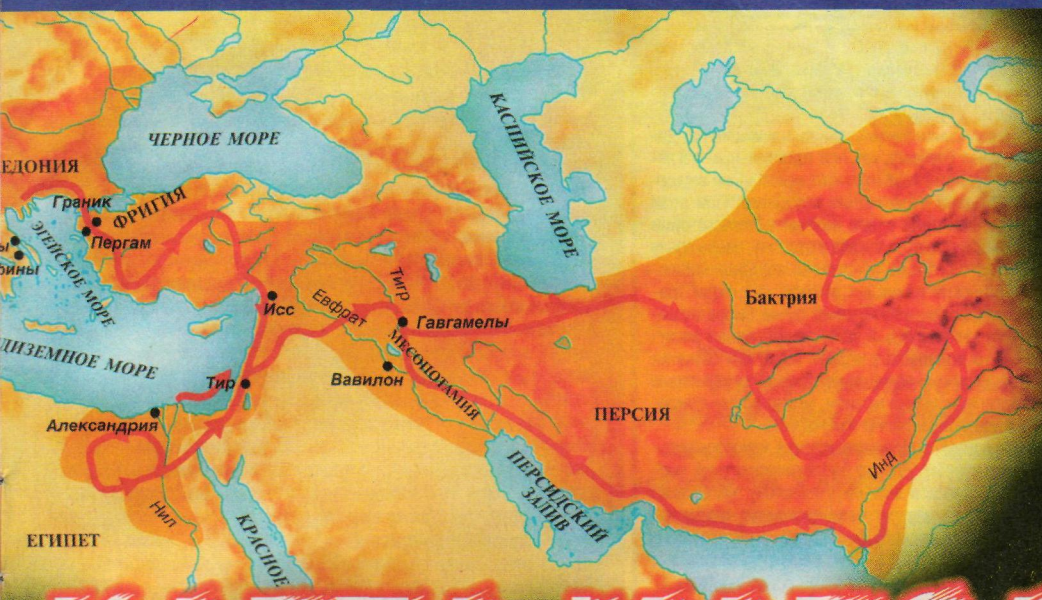 ЧЕРНОЕ МОРЕ
КАСПИЙСКОЕ МОРЕ
ЕДОНИЯ
Граник
ФРИГИЯ
Пергам
ЭГЕЙСКОЕ МОРЕ
ы
ины
Исс
Евфрат
Тигр
Гавгамелы
Бактрия
ДИЗЕМНОЕ МОРЕ
МЕСОПОТАМИЯ
Тир
Вавилон
Александрия
ПЕРСИЯ
Инд
ПЕРСИДСКИЙ
ЗАЛИВ
Нил
КРАСНОЕ
ЕГИПЕТ